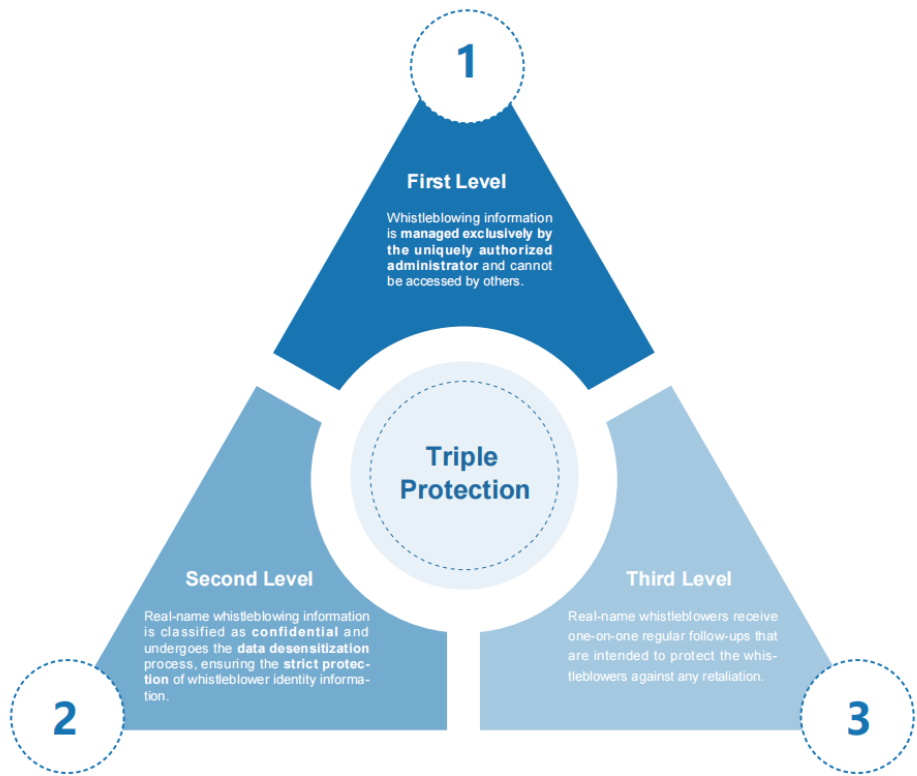 1
First Level
Whistleblowing information
is managed exclusively by
the uniquely authorized
administrator and cannot
be accessed by others.
Triple
Protection
Second Level
Real-name whistleblowing information
is classified as confidential and
undergoes the data desensitization
process, ensuring the strict protec-
tion of whistleblower identity informa-
tion.
2
Third Level
Real-name whistleblowers receive
one-on-one regular follow-ups that
are intended to protect the whis-
tleblowers against any retaliation.
3